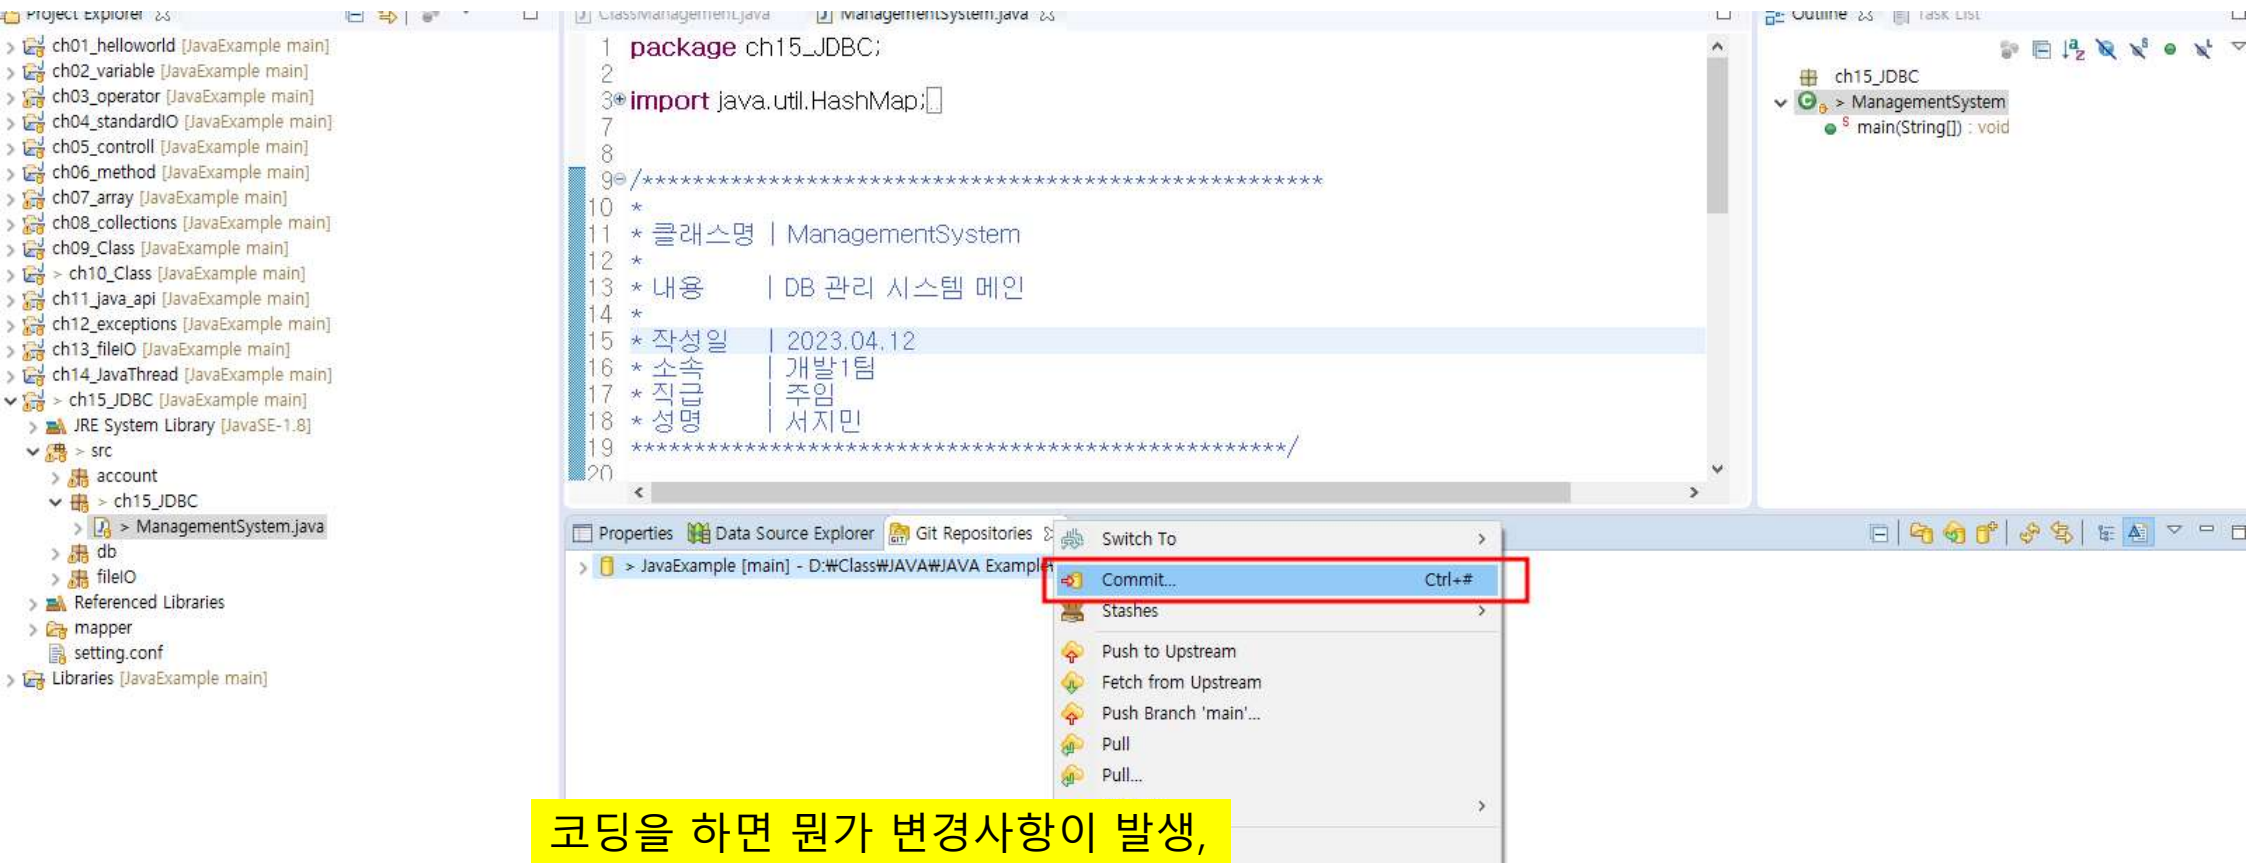 Project Explorer
> ch01_helloworld [JavaExample main]
> ch02_variable [JavaExample main]
> ch03_operator [JavaExample main]
> ch04_standardIO [JavaExample main]
> ch05_controll [JavaExample main]
> ch06_method [JavaExample main]
> ch07_array [JavaExample main]
> ch08_collections [JavaExample main]
> ch09_Class [JavaExample main]
> > ch10_Class [JavaExample main]
> ch11_java_api [JavaExample main]
> ch12_exceptions [JavaExample main]
> ch13_fileIO [JavaExample main]
> ch14_JavaThread [JavaExample main]
> ch15_JDBC [JavaExample main]
> JRE System Library [JavaSE-1.8]
> src
> account
> ch15_JDBC
> > ManagementSystem.java
> db
> fileIO
> Referenced Libraries
> mapper
setting.conf
> Libraries [JavaExample main]
ClassManagement.java ManagementSystem.java
1 package ch15_JDBC;
2
3 import java.util.HashMap;
7
8
9 /******************************************************
10 *
11 * 클래스명 | ManagementSystem
12 *
13 * 내용 | DB 관리 시스템 메인
14 *
15 * 작성일 | 2023.04.12
16 * 소속 | 개발1팀
17 * 직급 | 주임
18 * 성명 | 서지민
19 ****************************************************/
20
Outline Task List
ch15_JDBC
> ManagementSystem
S main(String[]) : void
Properties Data Source Explorer Git Repositories
> > JavaExample [main] - D:₩Class₩JAVA₩JAVA Example
Switch To >
Commit... Ctrl+#
Stashes >
Push to Upstream
Fetch from Upstream
Push Branch 'main'...
Pull
Pull...
코딩을 하면 뭔가 변경사항이 발생,